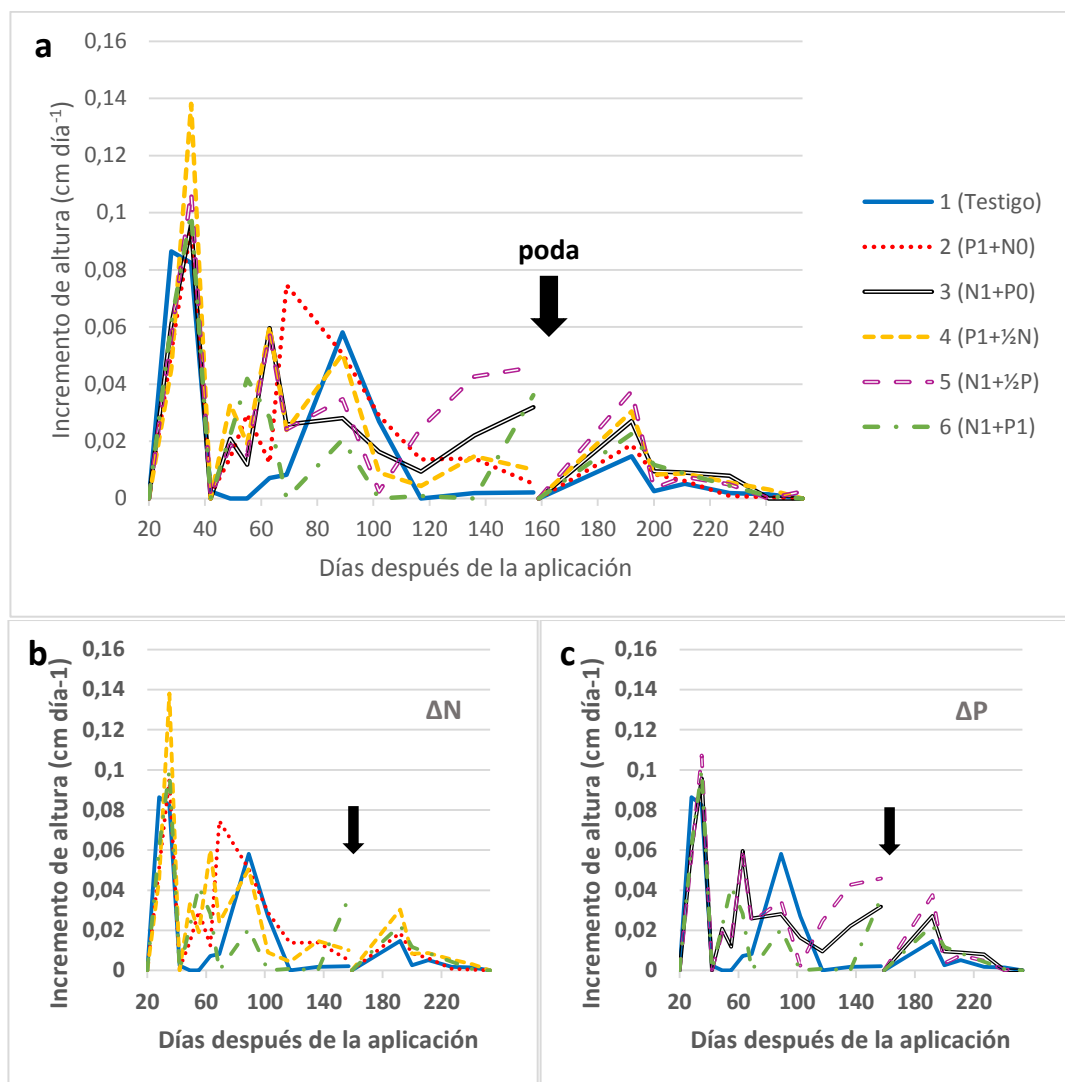 a
0,16
0,14
0,12
0,1
0,08
0,06
0,04
0,02
0
Incremento de altura (cm día-1)
poda
20 40 60 80 100 120 140 160 180 200 220 240
Días después de la aplicación
1 (Testigo)
2 (P1+N0)
3 (N1+P0)
4 (P1+½N)
5 (N1+½P)
6 (N1+P1)
b
0,16
0,14
0,12
0,1
0,08
0,06
0,04
0,02
0
Incremento de altura (cm día-1)
ΔN
20 60 100 140 180 220
Días después de la aplicación
c
0,16
0,14
0,12
0,1
0,08
0,06
0,04
0,02
0
Incremento de altura (cm día-1)
ΔP
20 60 100 140 180 220
Días después de la aplicación